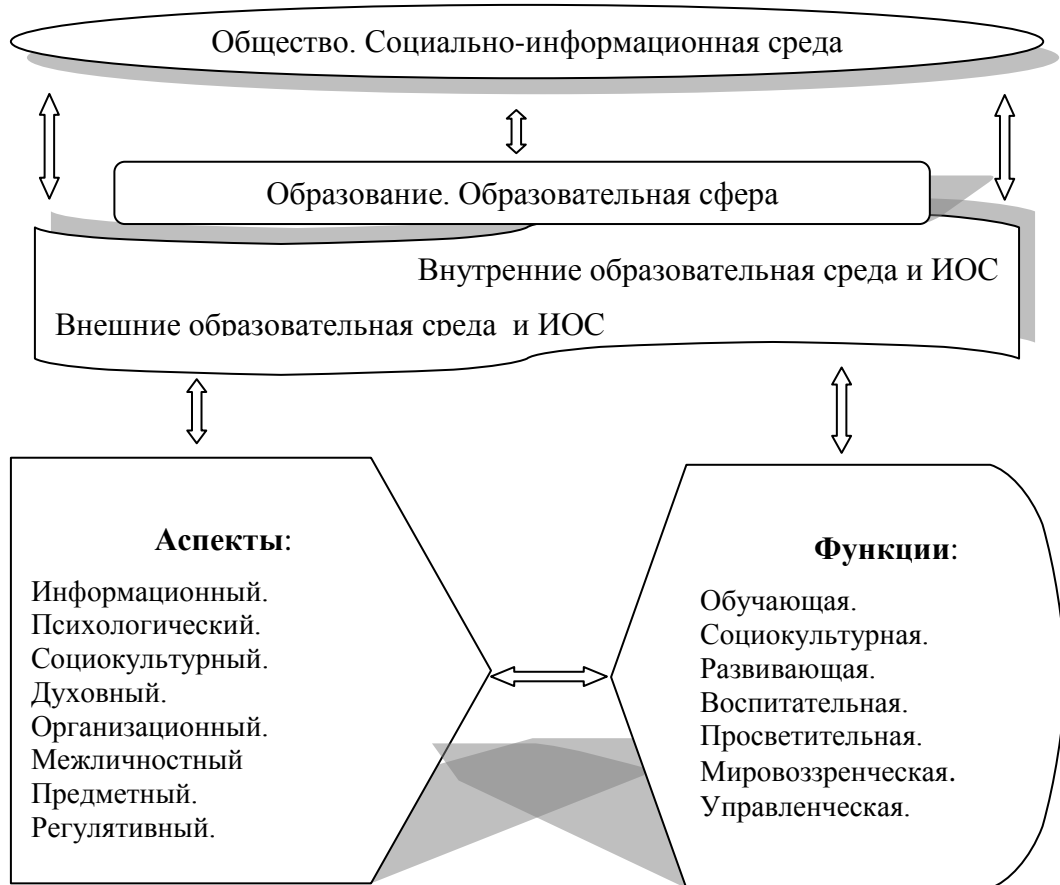 Общество. Социально-информационная среда
Образование. Образовательная сфера
Внутренние образовательная среда и ИОС
Внешние образовательная среда и ИОС
Аспекты:
Информационный.
Психологический.
Социокультурный.
Духовный.
Организационный.
Межличностный
Предметный.
Регулятивный.
Функции:
Обучающая.
Социокультурная.
Развивающая.
Воспитательная.
Просветительная.
Мировоззренческая.
Управленческая.